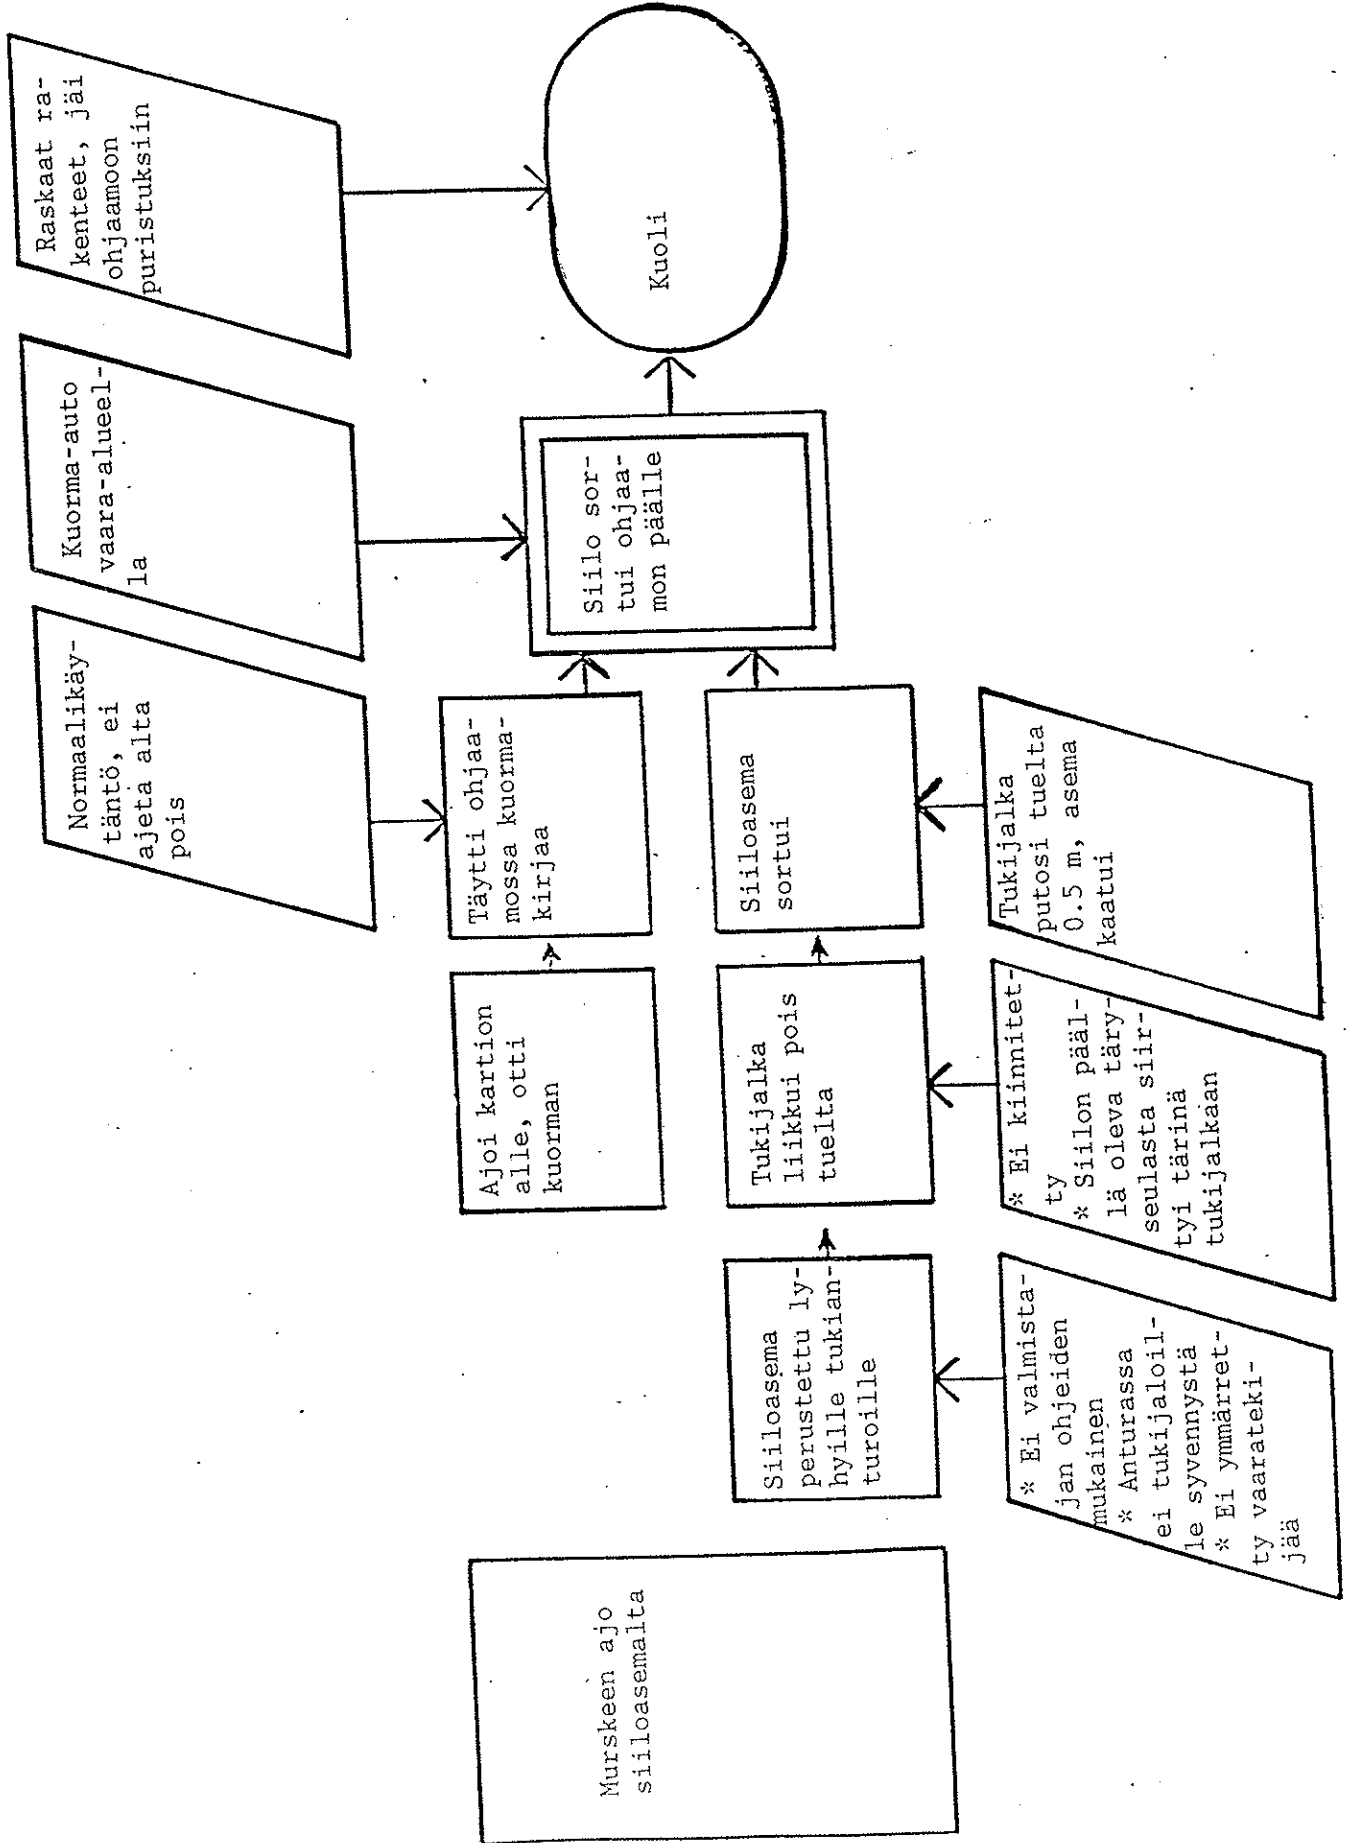 Murskeen ajo
siiloasemalta
Ajoi kartion
alle, otti
kuorman
Täytti ohjaa-
mossa kuorma-
kirjaa
Normaalikäy-
täntö, ei
ajeta alta
pois
Siiloasema
perustettu ly-
hyille tukian-
turoille
* Ei valmista-
jan ohjeiden
mukainen
* Anturassa
ei tukijaloil-
le syvennystä
* Ei ymmärret-
ty vaarateki-
jää
Tukijalka
liikkui pois
tuelta
* Ei kiinnitet-
ty
* Siilon pääl-
lä oleva täry-
seulasta siir-
tyi tärinä
tukijalkaan
Siiloasema
sortui
Tukijalka
putosi tuelta
0.5 m, asema
kaatui
Siilo sor-
tui ohjaa-
mon päälle
Kuorma-auto
vaara-alueel-
la
Kuoli
Raskaat ra-
kenteet, jäi
ohjaamoon
puristuksiin